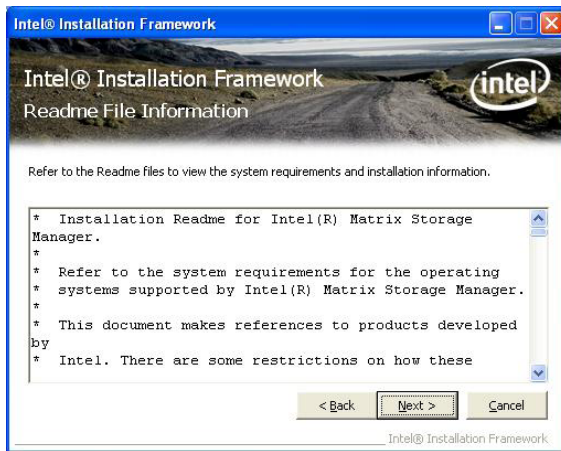 Intel® Installation Framework
Intel® Installation Framework
intel
Readme File Information
Refer to the Readme files to view the system requirements and installation information.
*   Installation Readme for Intel(R) Matrix Storage
Manager.
*
*   Refer to the system requirements for the operating
*   systems supported by Intel(R) Matrix Storage Manager.
*
*   This document makes references to products developed
by
*   Intel. There are some restrictions on how these
< Back
Next >
Cancel
Intel® Installation Framework